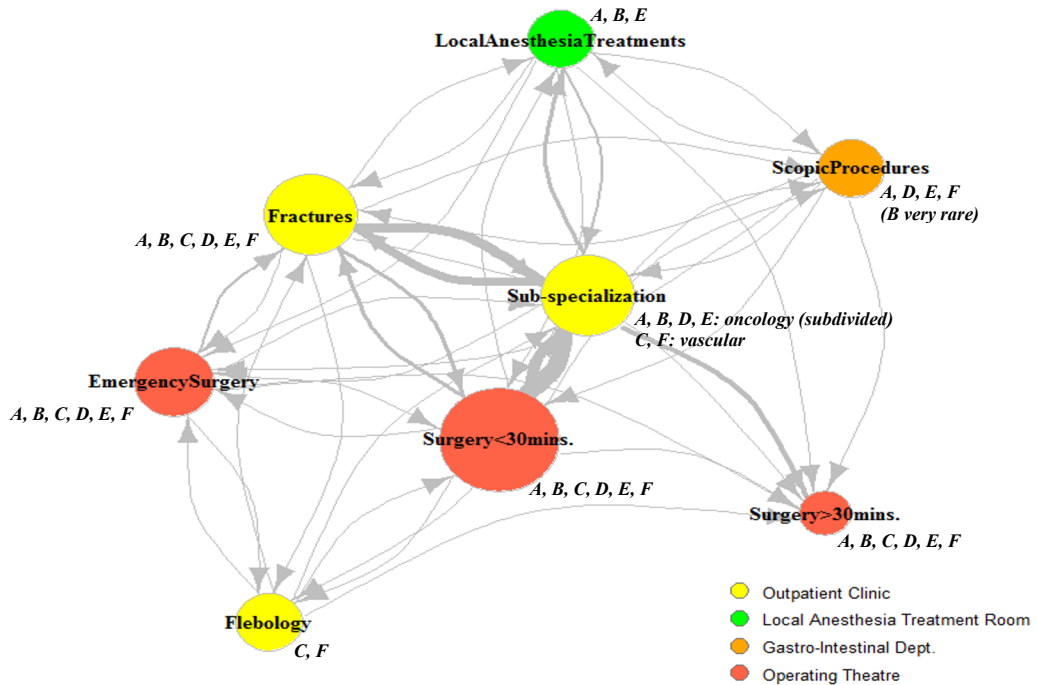 A, B, E
LocalAnesthesiaTreatments
ScopicProcedures
A, D, E, F
(B very rare)
Fractures
A, B, C, D, E, F
Sub-specialization
A, B, D, E: oncology (subdivided)
C, F: vascular
EmergencySurgery
A, B, C, D, E, F
Surgery<30mins.
A, B, C, D, E, F
Surgery>30mins.
A, B, C, D, E, F
Flebology
C, F
Outpatient Clinic
Local Anesthesia Treatment Room
Gastro-Intestinal Dept.
Operating Theatre